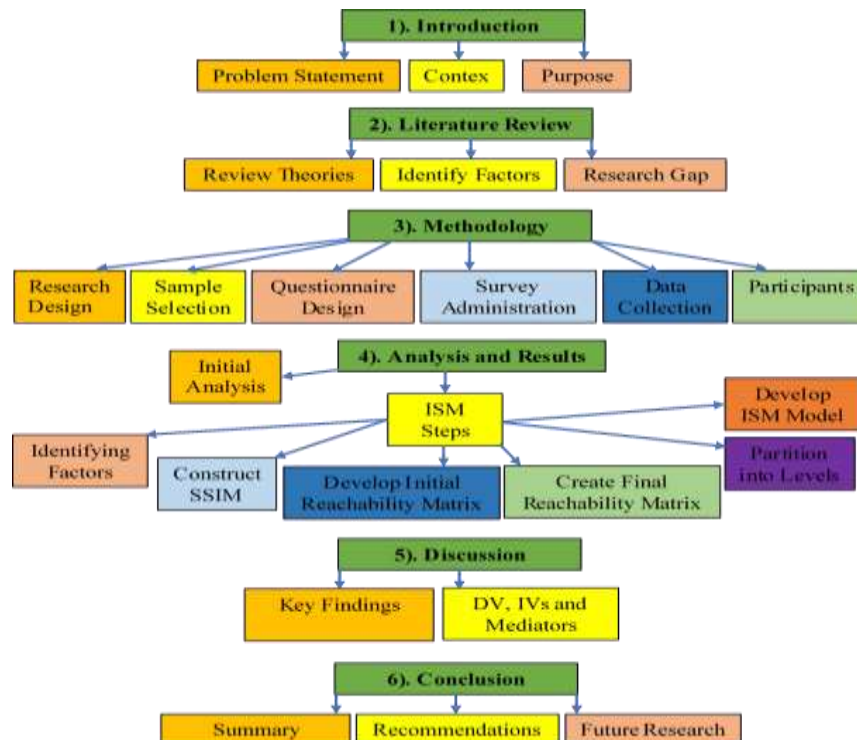 1). Introduction
Problem Statement
Contex
Purpose
2). Literature Review
Review Theories
Identify Factors
Research Gap
3). Methodology
Research
Design
Sample
Selection
Questionnaire
Design
Survey
Administration
Data
Collection
Participants
4). Analysis and Results
Initial
Analysis
ISM
Steps
Develop
ISM Model
Identifying
Factors
Construct
SSIM
Develop Initial
Reachability Matrix
Create Final
Reachability Matrix
Partition
into Levels
5). Discussion
Key Findings
DV, IVs and
Mediators
6). Conclusion
Summary
Recommendations
Future Research